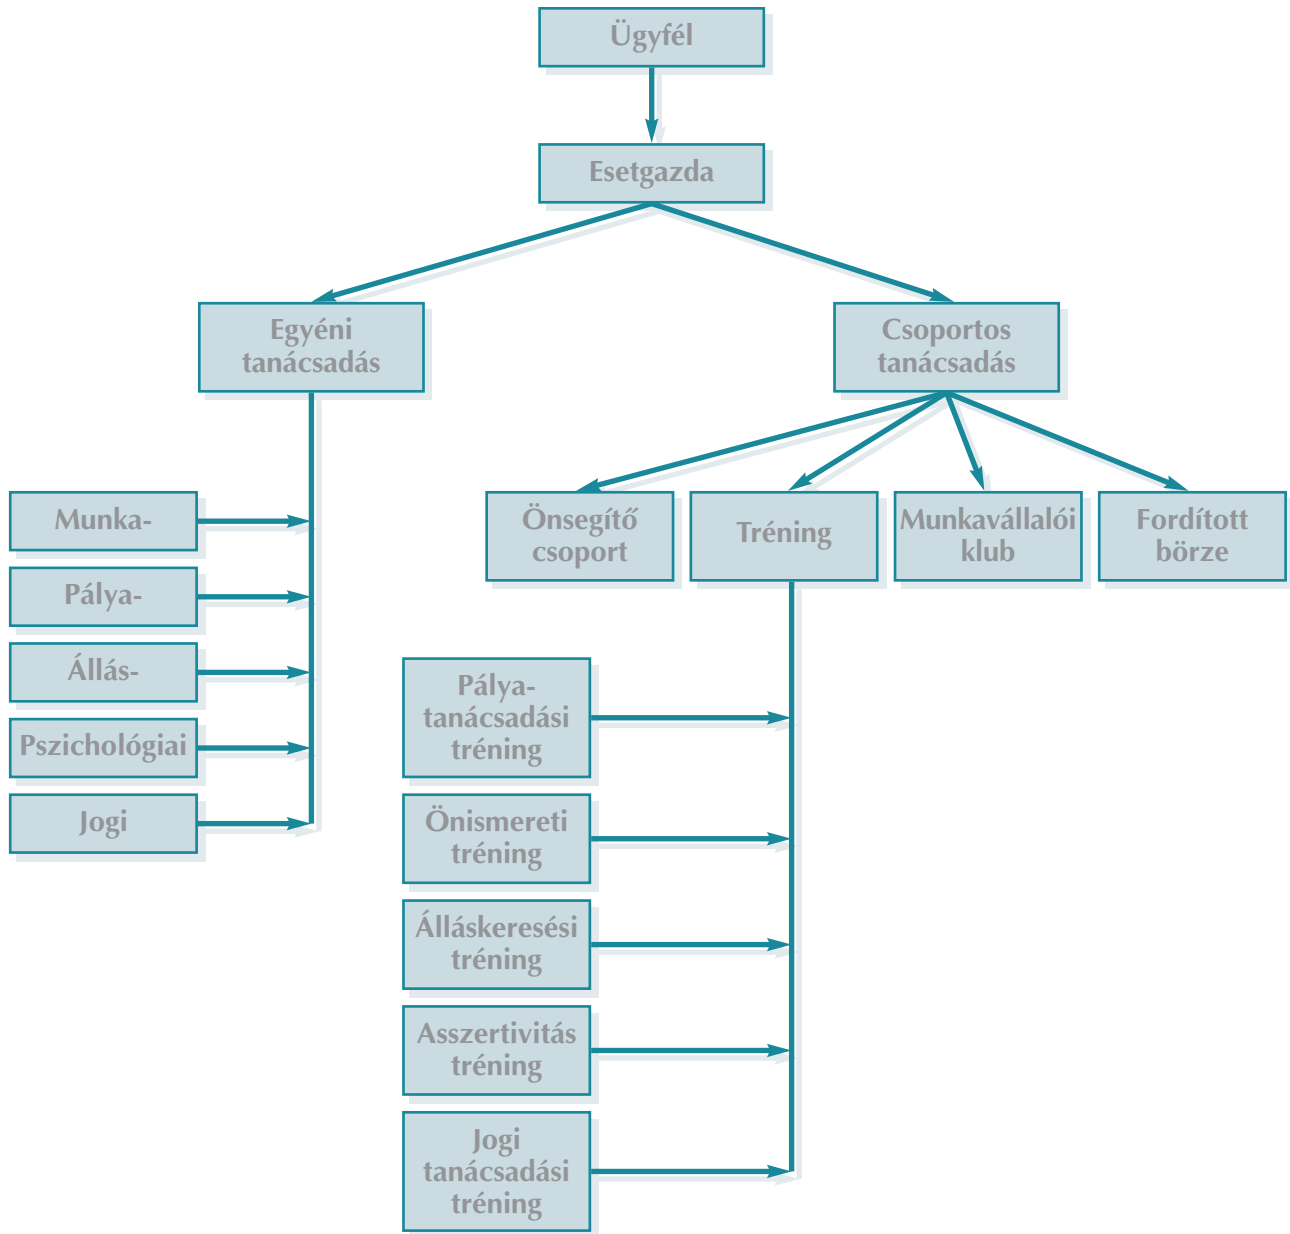 Ügyfél
Esetgazda
Egyéni
tanácsadás
Csoportos
tanácsadás
Munka-
Pálya-
Állás-
Pszichológiai
Jogi
Önsegítő
csoport
Tréning
Munkavállalói
klub
Fordított
börze
Pálya-
tanácsadási
tréning
Önismereti
tréning
Álláskeresési
tréning
Asszertivitás
tréning
Jogi
tanácsadási
tréning